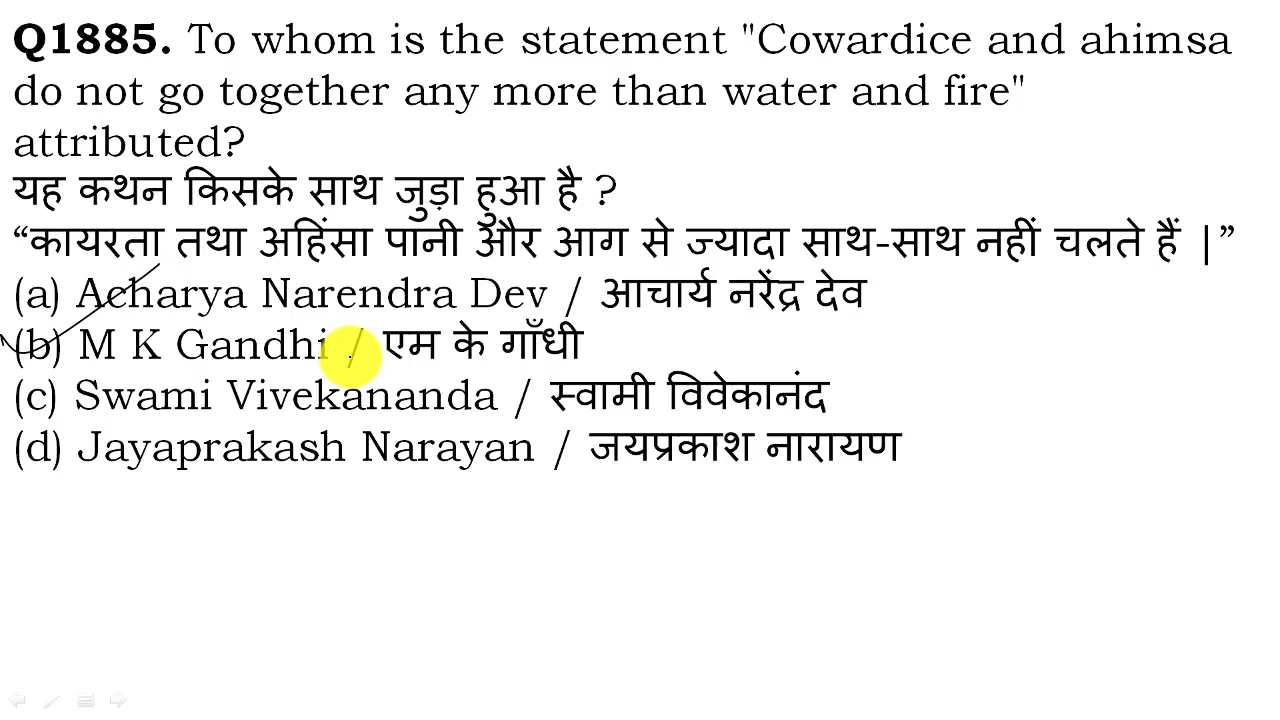 Q1885. To whom is the statement "Cowardice and ahimsa
do not go together any more than water and fire"
attributed?
यह कथन किसके साथ जुड़ा हुआ है ?
“कायरता तथा अहिंसा पानी और आग से ज्यादा साथ-साथ नहीं चलते हैं |”
(a) Acharya Narendra Dev / आचार्य नरेंद्र देव
(b) M K Gandhi / एम के गाँधी
(c) Swami Vivekananda / स्वामी विवेकानंद
(d) Jayaprakash Narayan / जयप्रकाश नारायण